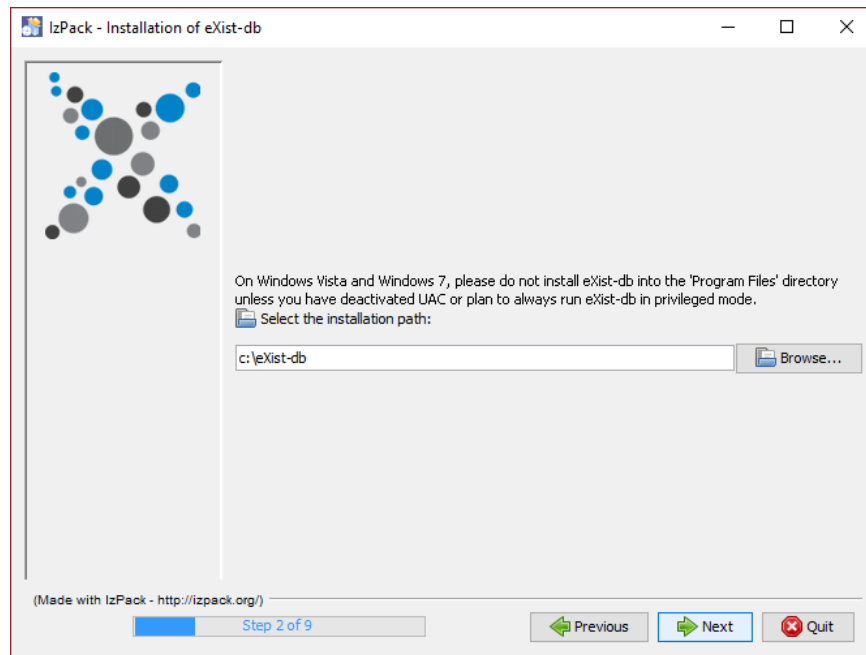 IzPack - Installation of eXist-db
On Windows Vista and Windows 7, please do not install eXist-db into the 'Program Files' directory
unless you have deactivated UAC or plan to always run eXist-db in privileged mode.
Select the installation path:
c:\eXist-db
Browse...
(Made with IzPack - http://izpack.org/)
Step 2 of 9
Previous
Next
Quit